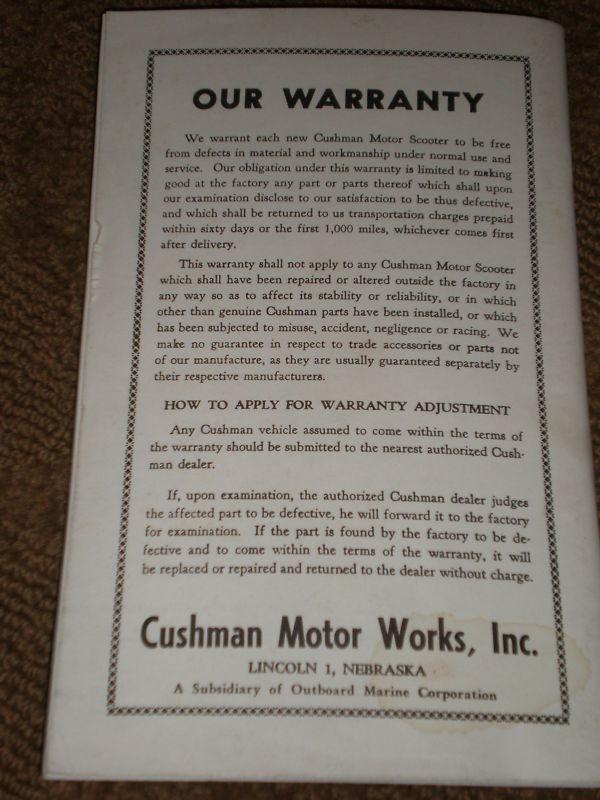 OUR WARRANTY
We warrant each new Cushman Motor Scooter to be free
from defects in material and workmanship under normal use and
service. Our obligation under this warranty is limited to making
good at the factory any part or parts thereof which shall upon
our examination disclose to our satisfaction to be thus defective,
and which shall be returned to us transportation charges prepaid
within sixty days or the first 1,000 miles, whichever comes first
after delivery.
This warranty shall not apply to any Cushman Motor Scooter
which shall have been repaired or altered outside the factory in
any way so as to affect its stability or reliability, or in which
other than genuine Cushman parts have been installed, or which
has been subjected to misuse, accident, negligence or racing. We
make no guarantee in respect to trade accessories or parts not
of our manufacture, as they are usually guaranteed separately by
their respective manufacturers.
HOW TO APPLY FOR WARRANTY ADJUSTMENT
Any Cushman vehicle assumed to come within the terms of
the warranty should be submitted to the nearest authorized Cush-
man dealer.
If, upon examination, the authorized Cushman dealer judges
the affected part to be defective, he will forward it to the factory
for examination. If the part is found by the factory to be de-
fective and to come within the terms of the warranty, it will
be replaced or repaired and returned to the dealer without charge.
Cushman Motor Works, Inc.
LINCOLN 1, NEBRASKA
A Subsidiary of Outboard Marine Corporation